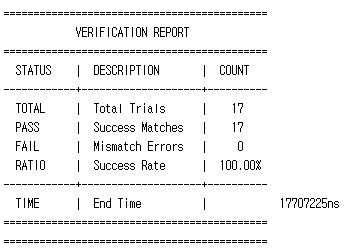 ============================================
VERIFICATION REPORT
============================================
STATUS | DESCRIPTION | COUNT
------------+--------------------+----------
TOTAL | Total Trials | 17
PASS | Success Matches | 17
FAIL | Mismatch Errors | 0
RATIO | Success Rate | 100.00%
------------+--------------------+----------
TIME | End Time | 17707225ns
============================================
============================================